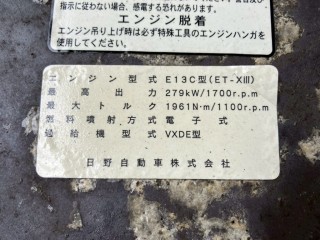 指示に従わない場合、感電する恐れがあります。
エンジン脱着
エンジン吊り上げ時は必ず特殊工具のエンジンハンガを
使用してください。
エンジン型式 E13C型(ET-XIII)
最高出力 279kW/1700r.p.m
最大トルク 1961N·m/1100r.p.m
燃料噴射方式 電子式
過給機型式 VXDE型
日野自動車株式会社